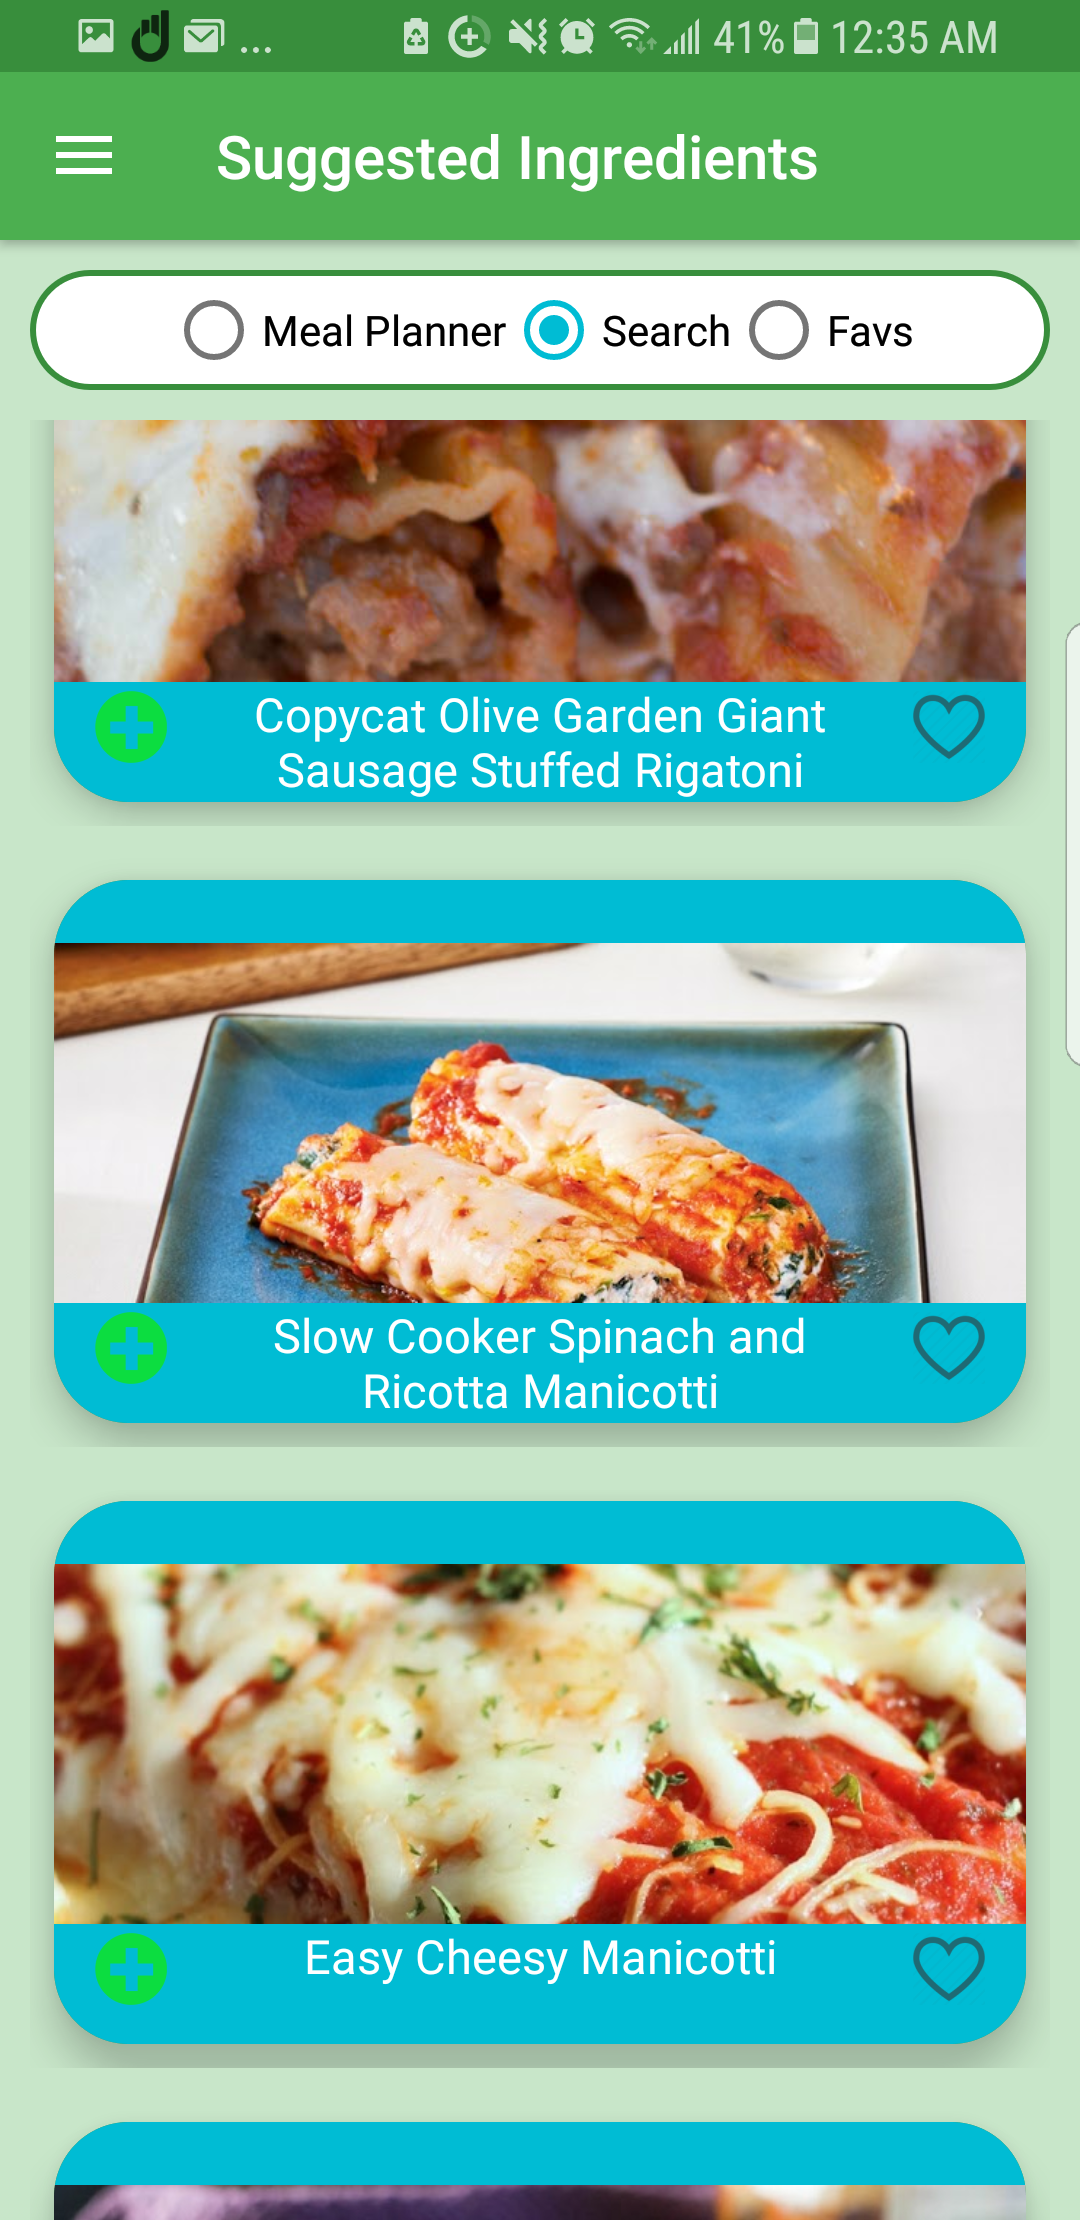 41% 12:35 AM
Suggested Ingredients
Meal Planner Search Favs
Copycat Olive Garden Giant
Sausage Stuffed Rigatoni
Slow Cooker Spinach and
Ricotta Manicotti
Easy Cheesy Manicotti